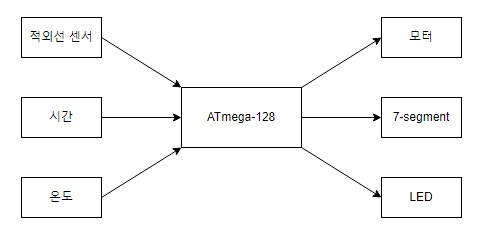 적외선 센서
시간
온도
ATmega-128
모터
7-segment
LED